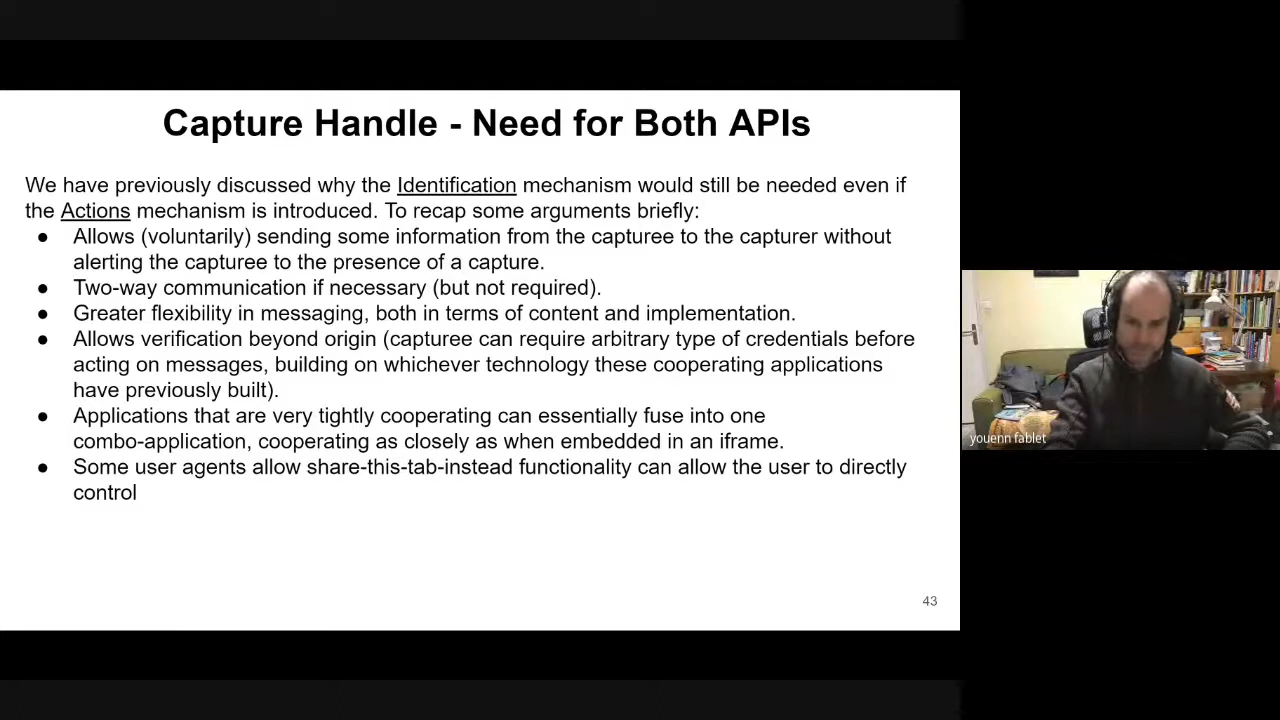 Capture Handle - Need for Both APIs
We have previously discussed why the Identification mechanism would still be needed even if
the Actions mechanism is introduced. To recap some arguments briefly:
● Allows (voluntarily) sending some information from the capturee to the capturer without
alerting the capturee to the presence of a capture.
● Two-way communication if necessary (but not required).
● Greater flexibility in messaging, both in terms of content and implementation.
● Allows verification beyond origin (capturee can require arbitrary type of credentials before
acting on messages, building on whichever technology these cooperating applications
have previously built).
● Applications that are very tightly cooperating can essentially fuse into one
combo-application, cooperating as closely as when embedded in an iframe.
● Some user agents allow share-this-tab-instead functionality can allow the user to directly
control
43
youenn fablet